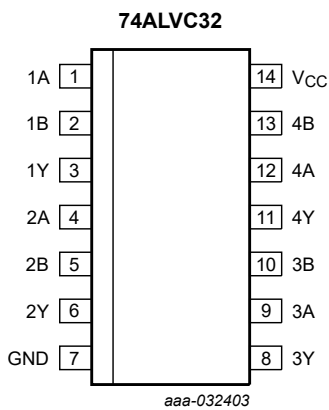 74ALVC32
1A 1 14 VCC
1B 2 13 4B
1Y 3 12 4A
2A 4 11 4Y
2B 5 10 3B
2Y 6 9 3A
GND 7 8 3Y
aaa-032403